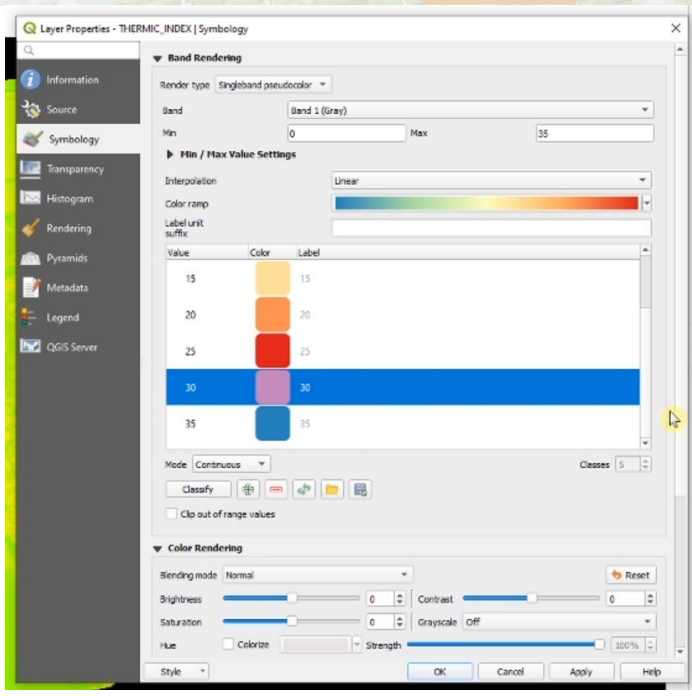 Layer Properties - THERMIC_INDEX | Symbology
Information
Source
Symbology
Transparency
Histogram
Rendering
Pyramids
Metadata
Legend
QGIS Server
Band Rendering
Render type Singleband pseudocolor
Band Band 1 (Gray)
Min 0 Max 35
Min / Max Value Settings
Interpolation Linear
Color ramp
Label unit
suffix
Value Color Label
15 15
20 20
25 25
30 30
35 35
Mode Continuous Classes 5
Classify
Clip out of range values
Color Rendering
Blending mode Normal Reset
Brightness 0 Contrast 0
Saturation 0 Grayscale Off
Hue Colorize Strength 100%
Style OK Cancel Apply Help